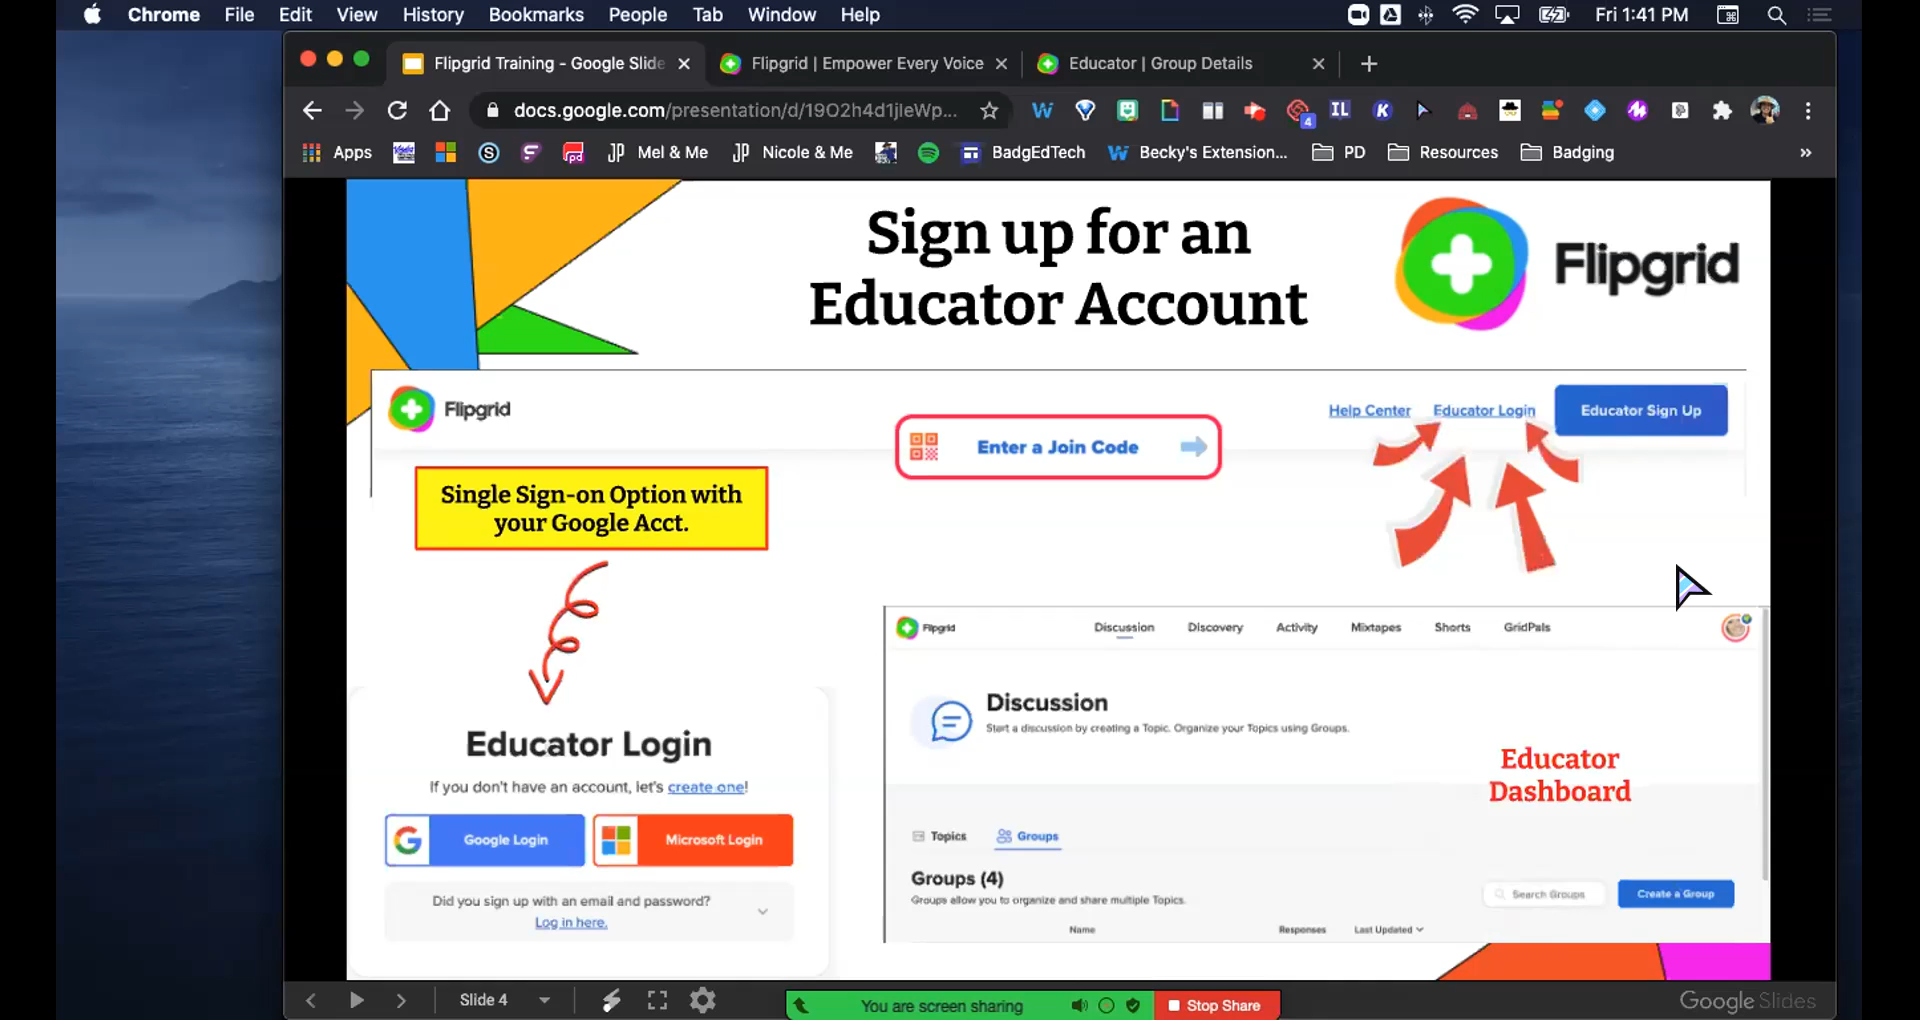 Chrome File Edit View History Bookmarks People Tab Window Help Fri 1:41 PM
Flipgrid Training - Google Slide Flipgrid | Empower Every Voice Educator | Group Details
docs.google.com/presentation/d/19O2h4d1jIeWp... 4 IL K
Apps Mel & Me Nicole & Me BadgEdTech Becky's Extension... PD Resources Badging »
Sign up for an
Educator Account
Flipgrid
Flipgrid
Help Center Educator Login Educator Sign Up
Enter a Join Code
Single Sign-on Option with
your Google Acct.
Educator Login
If you don't have an account, let's create one!
Google Login Microsoft Login
Did you sign up with an email and password?
Log in here.
Flipgrid Discussion Discovery Activity Mixtapes Shorts GridPals
Discussion
Start a discussion by creating a Topic. Organize your Topics using Groups.
Educator
Dashboard
Topics Groups
Groups (4)
Groups allow you to organize and share multiple Topics.
Search Groups Create a Group
Name Responses Last Updated
Slide 4
You are screen sharing Stop Share
Google Slides